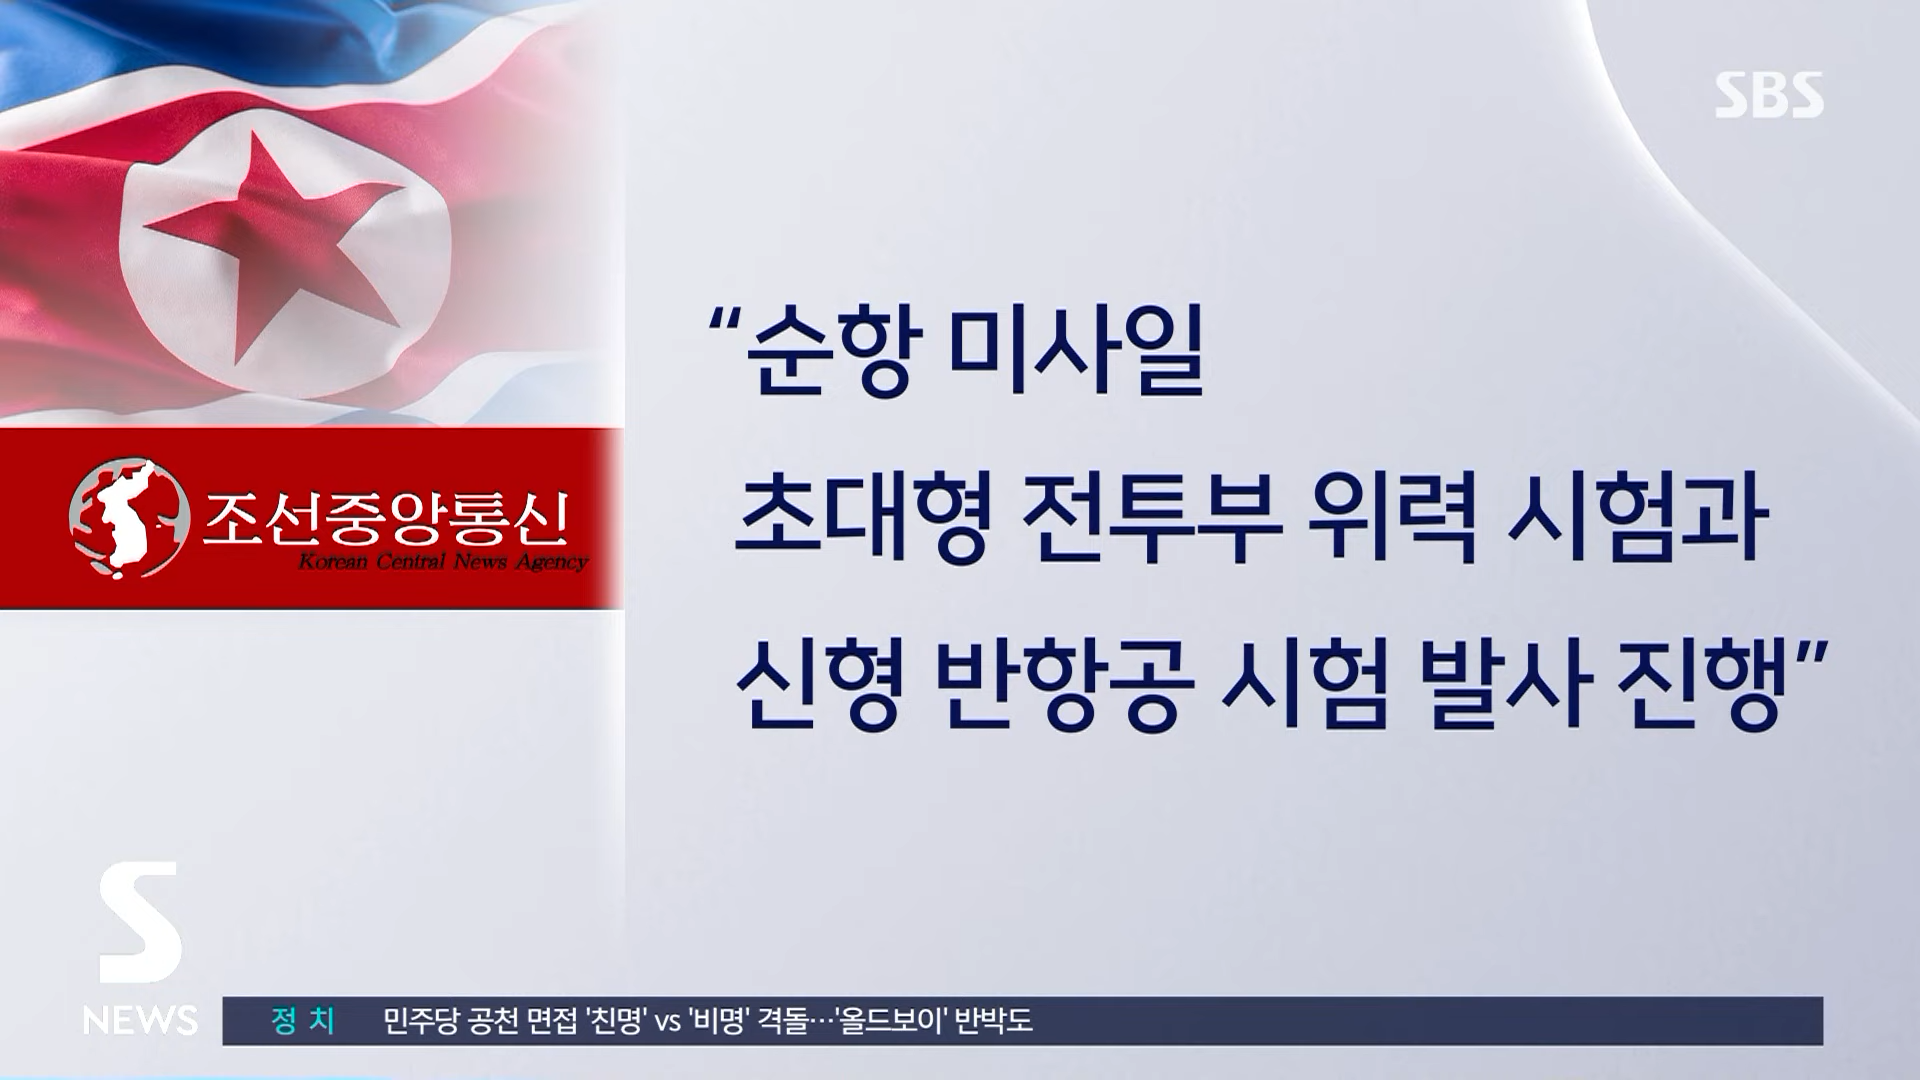 SBS
“순항 미사일
초대형 전투부 위력 시험과
신형 반항공 시험 발사 진행”
조선중앙통신
Korean Central News Agency
S
NEWS
정치 민주당 공천 면접 '친명' vs '비명' 격돌…'올드보이' 반박도